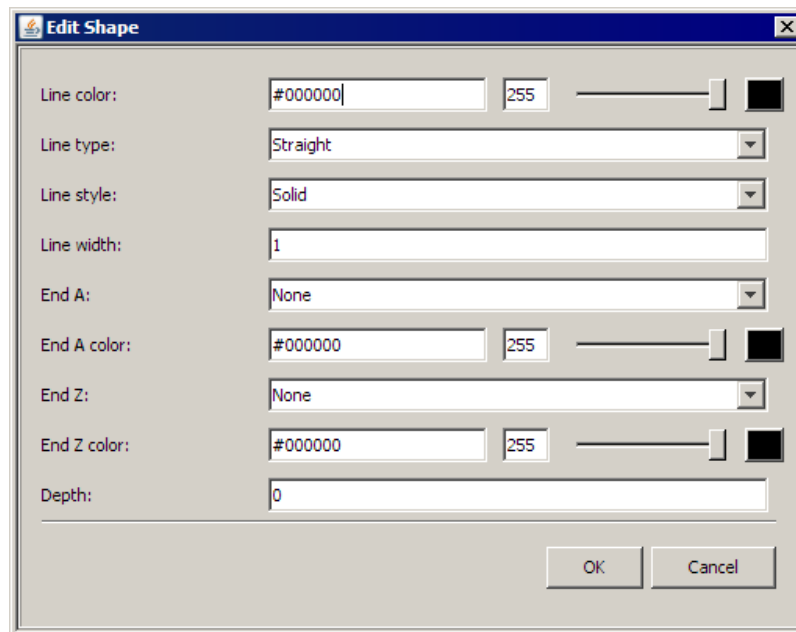 Edit Shape
Line color: #000000 255
Line type: Straight
Line style: Solid
Line width: 1
End A: None
End A color: #000000 255
End Z: None
End Z color: #000000 255
Depth: 0
OK Cancel